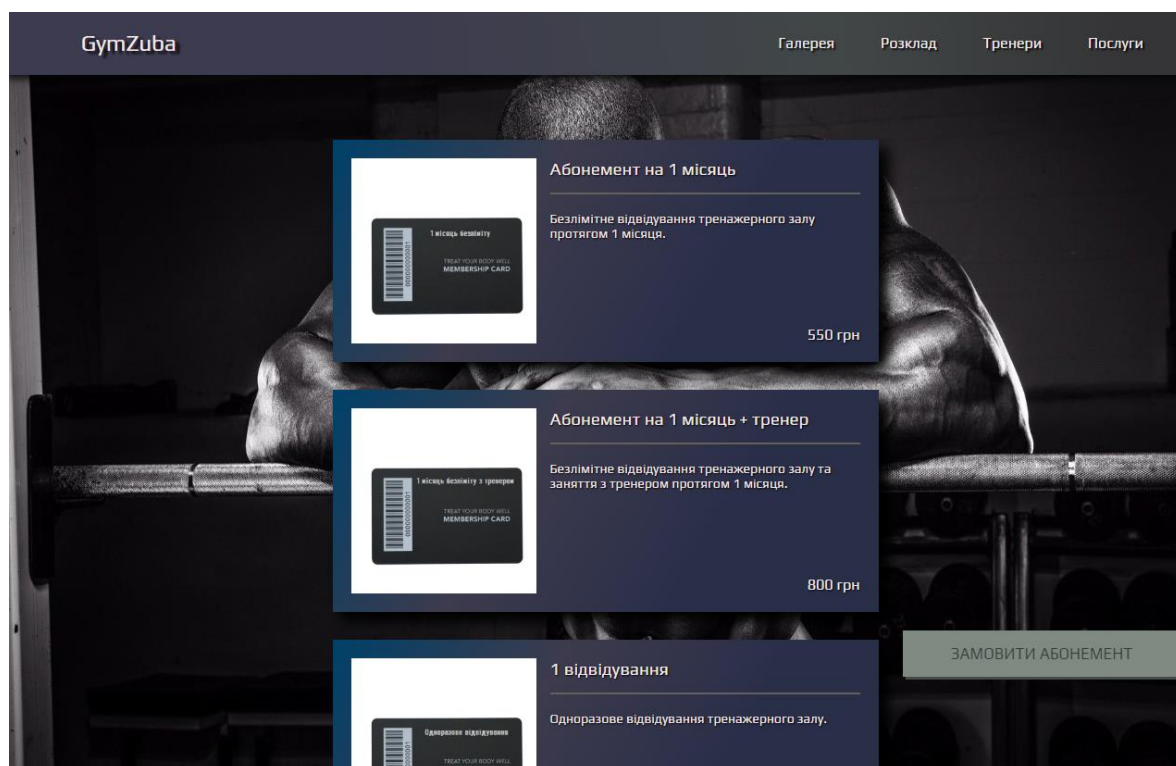 GymZuba
Галерея Розклад Тренери Послуги
Абонемент на 1 місяць
Безлімітне відвідування тренажерного залу
протягом 1 місяця.
550 грн
1 місяць безліміту
TREAT YOUR BODY WELL
MEMBERSHIP CARD
000000000001
Абонемент на 1 місяць + тренер
Безлімітне відвідування тренажерного залу та
заняття з тренером протягом 1 місяця.
800 грн
1 місяць безліміту з тренером
TREAT YOUR BODY WELL
MEMBERSHIP CARD
000000000001
ЗАМОВИТИ АБОНЕМЕНТ
1 відвідування
Одноразове відвідування тренажерного залу.
Одноразове відвідування
TREAT YOUR BODY WELL